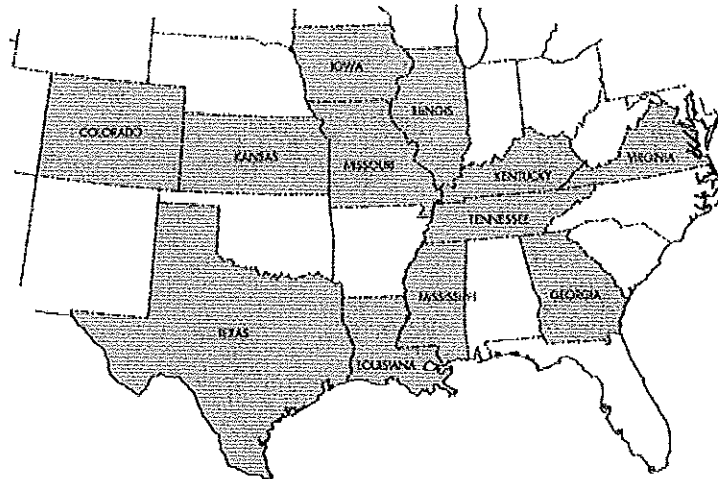 IOWA
ILLINOIS
COLORADO
KANSAS
MISSOURI
VIRGINIA
KENTUCKY
TENNESSEE
MISSISSIPPI
GEORGIA
TEXAS
LOUISIANA